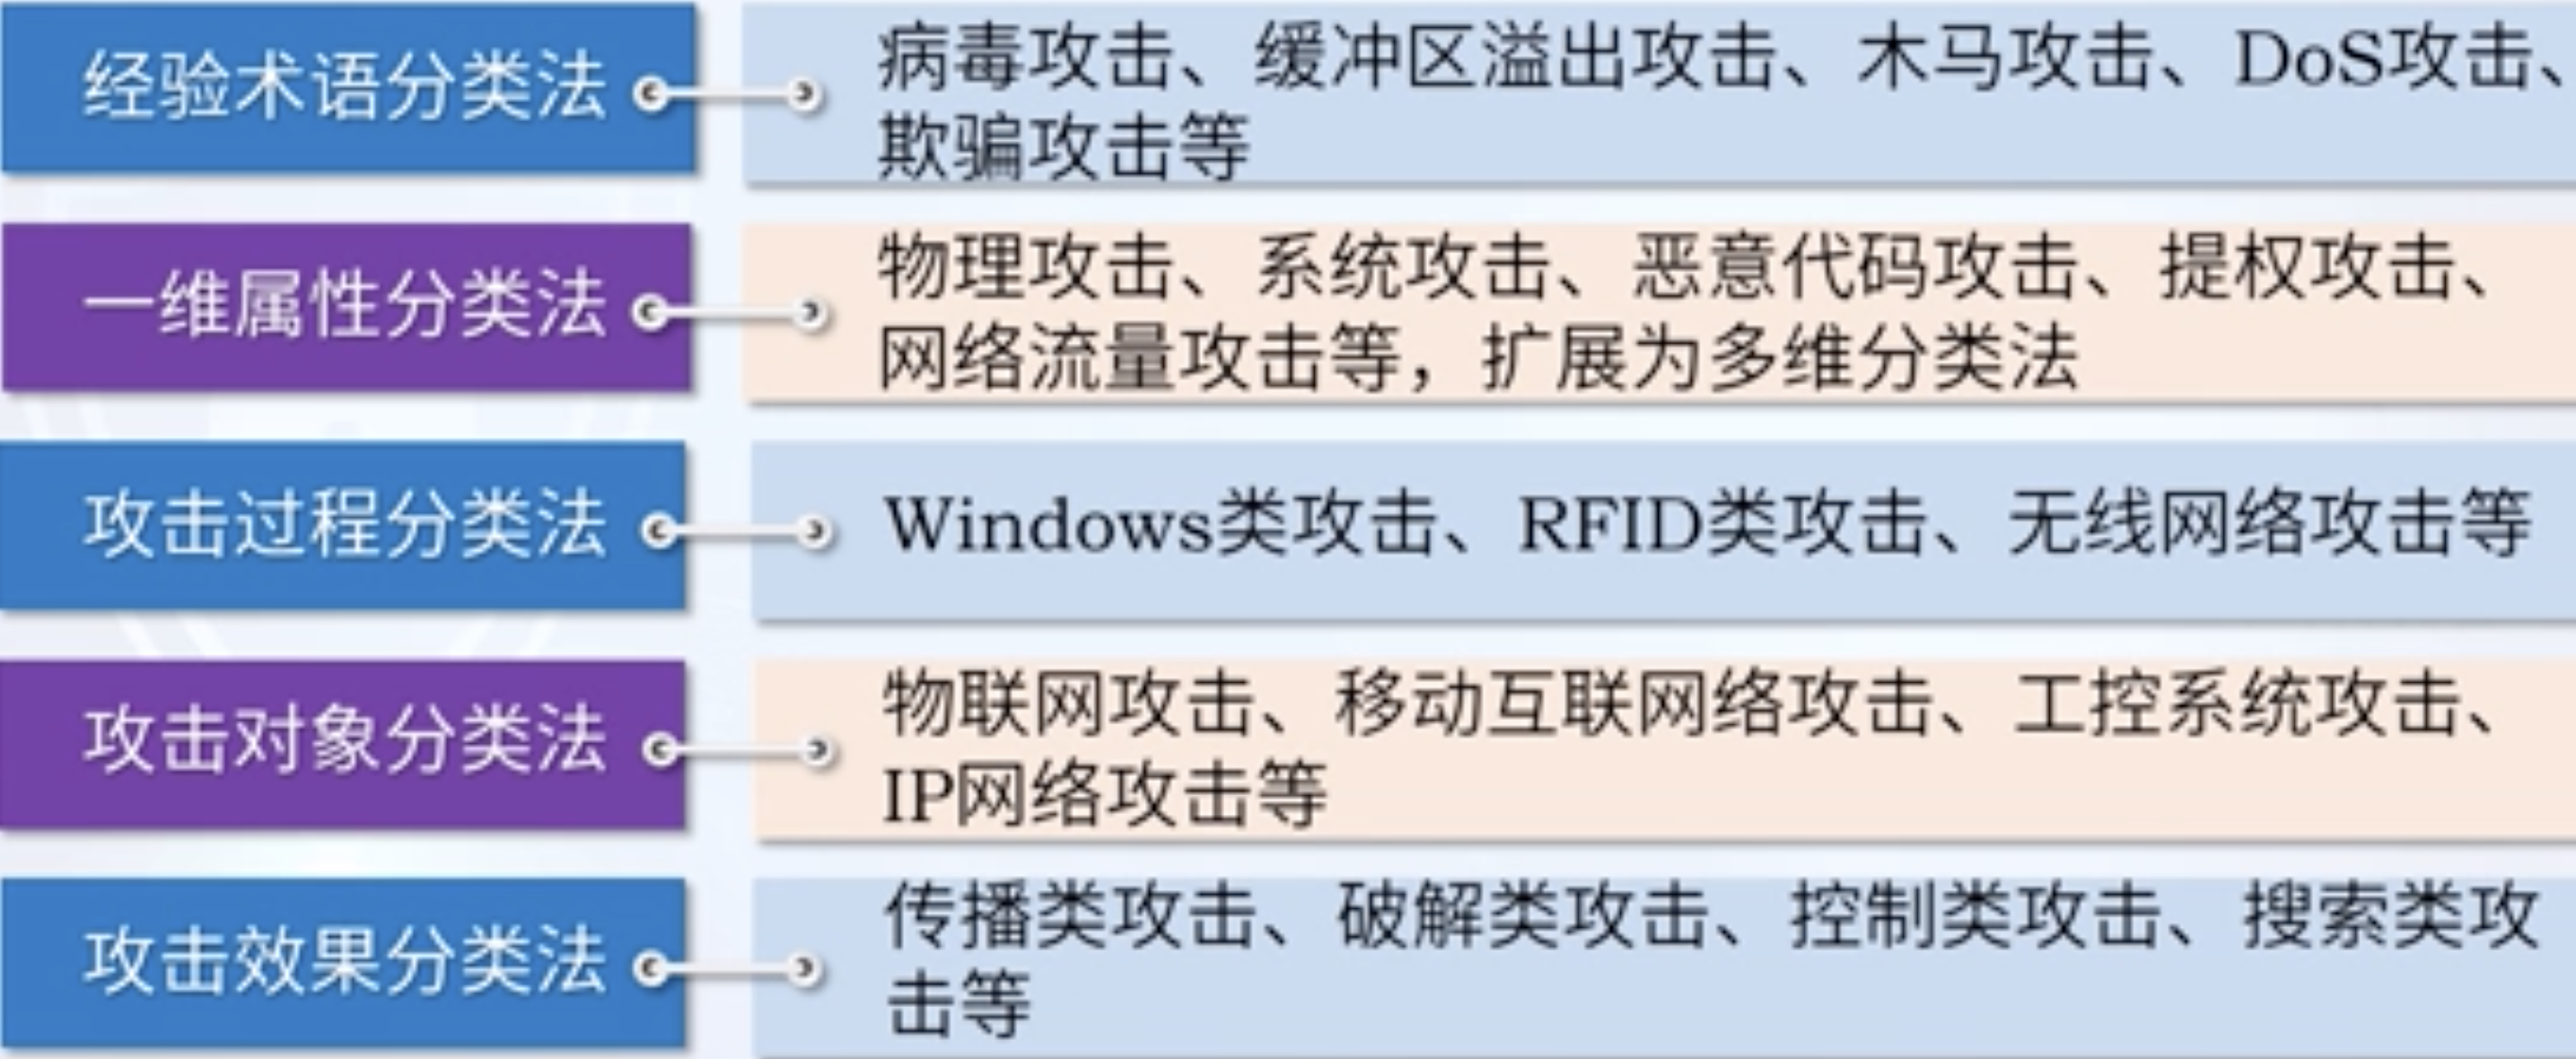 经验术语分类法
病毒攻击、缓冲区溢出攻击、木马攻击、DoS攻击、
欺骗攻击等
一维属性分类法
物理攻击、系统攻击、恶意代码攻击、提权攻击、
网络流量攻击等，扩展为多维分类法
攻击过程分类法
Windows类攻击、RFID类攻击、无线网络攻击等
攻击对象分类法
物联网攻击、移动互联网络攻击、工控系统攻击、
IP网络攻击等
攻击效果分类法
传播类攻击、破解类攻击、控制类攻击、搜索类攻
击等